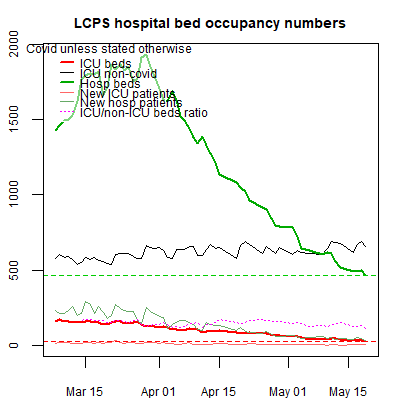 LCPS hospital bed occupancy numbers
Covid unless stated otherwise
ICU beds
ICU non-covid
Hosp beds
New ICU patients
New hosp patients
ICU/non-ICU beds ratio
2000
1500
1000
500
0
Mar 15
Apr 01
Apr 15
May 01
May 15